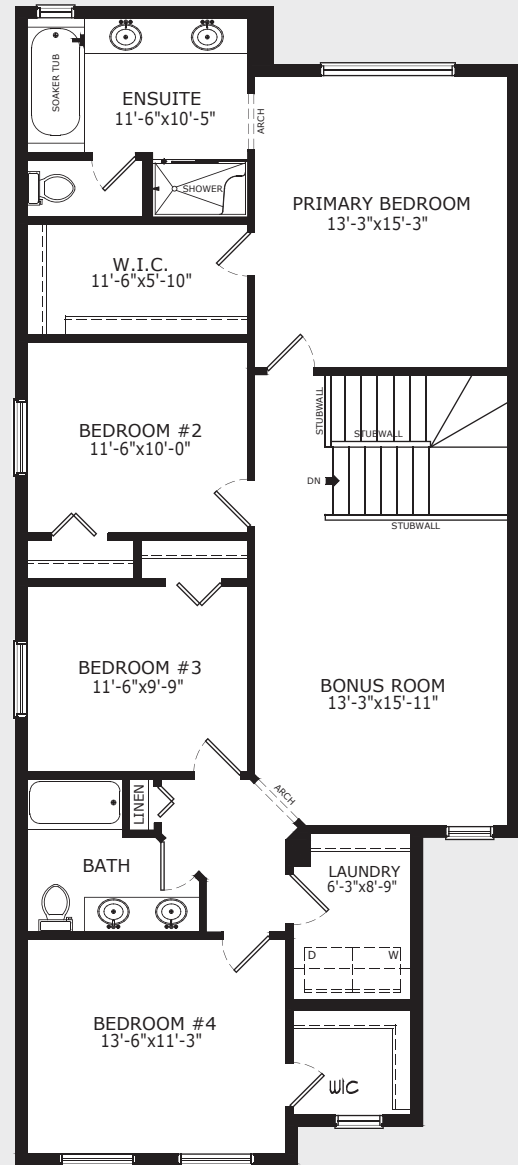 SOAKER TUB
ENSUITE
11'-6"x10'-5"
ARCH
SHOWER
PRIMARY BEDROOM
13'-3"x15'-3"
W.I.C.
11'-6"x5'-10"
BEDROOM #2
11'-6"x10'-0"
STUBWALL
STUBWALL
DN
STUBWALL
BEDROOM #3
11'-6"x9'-9"
BONUS ROOM
13'-3"x15'-11"
ARCH
LINEN
BATH
LAUNDRY
6'-3"x8'-9"
D
W
BEDROOM #4
13'-6"x11'-3"
W|C